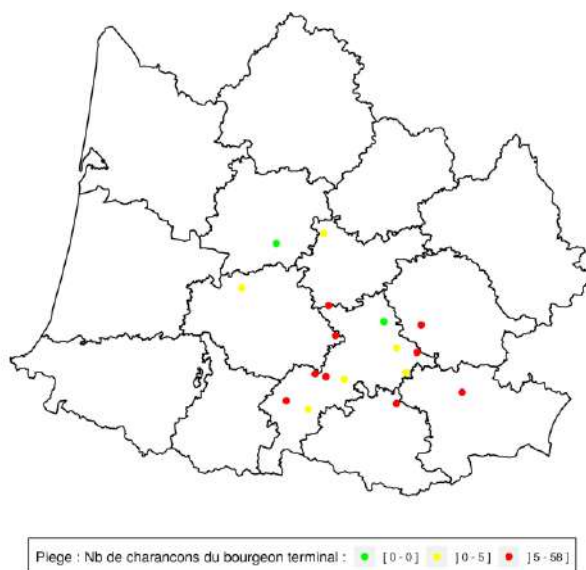 Piege : Nb de charancons du bourgeon terminal : [ 0 - 0 ] ] 0 - 5 ] ] 5 - 58 ]